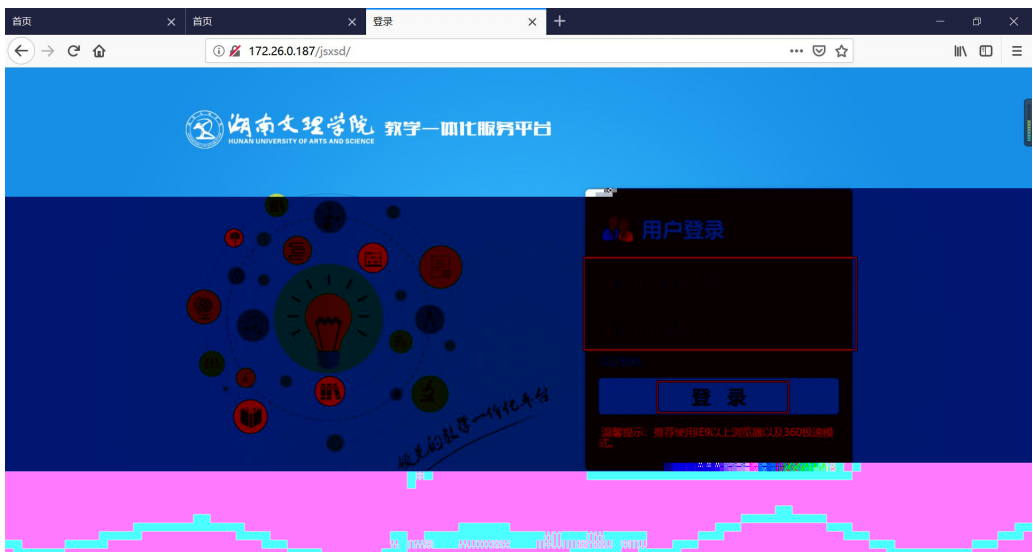 首页
首页
登录
172.26.0.187/jsxsd/
湖南文理学院 教学一体化服务平台
HUNAN UNIVERSITY OF ARTS AND SCIENCE
用户登录
登 录
温馨提示：推荐使用IE9以上浏览器以及360极速模
式。